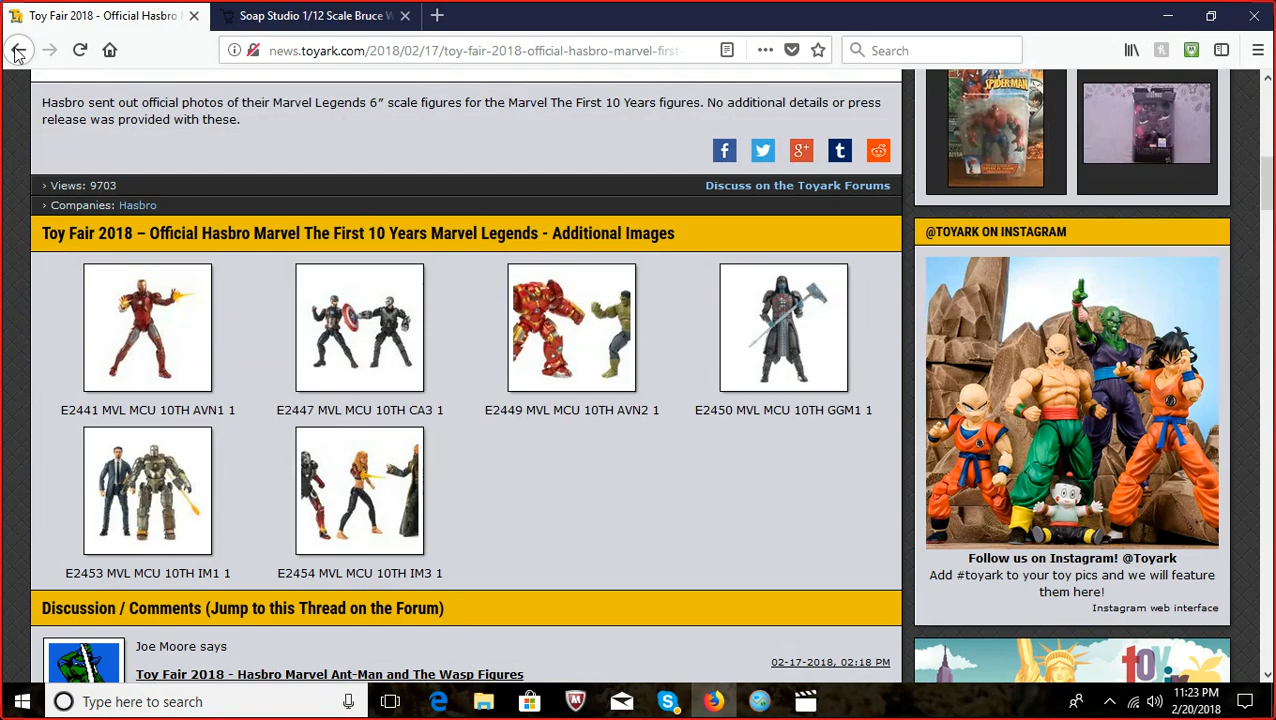 Toy Fair 2018 - Official Hasbro
Soap Studio 1/12 Scale Bruce W
news.toyark.com/2018/02/17/toy-fair-2018-official-hasbro-marvel-first-
Search
Hasbro sent out official photos of their Marvel Legends 6” scale figures for the Marvel The First 10 Years figures. No additional details or press
release was provided with these.
› Views: 9703
Discuss on the Toyark Forums
› Companies: Hasbro
Toy Fair 2018 – Official Hasbro Marvel The First 10 Years Marvel Legends - Additional Images
E2441 MVL MCU 10TH AVN1 1
E2447 MVL MCU 10TH CA3 1
E2449 MVL MCU 10TH AVN2 1
E2450 MVL MCU 10TH GGM1 1
E2453 MVL MCU 10TH IM1 1
E2454 MVL MCU 10TH IM3 1
Discussion / Comments (Jump to this Thread on the Forum)
Joe Moore says
Toy Fair 2018 - Hasbro Marvel Ant-Man and The Wasp Figures
02-17-2018, 02:18 PM
SPIDER-MAN
@TOYARK ON INSTAGRAM
Follow us on Instagram! @Toyark
Add #toyark to your toy pics and we will feature
them here!
Instagram web interface
Type here to search
11:23 PM
2/20/2018